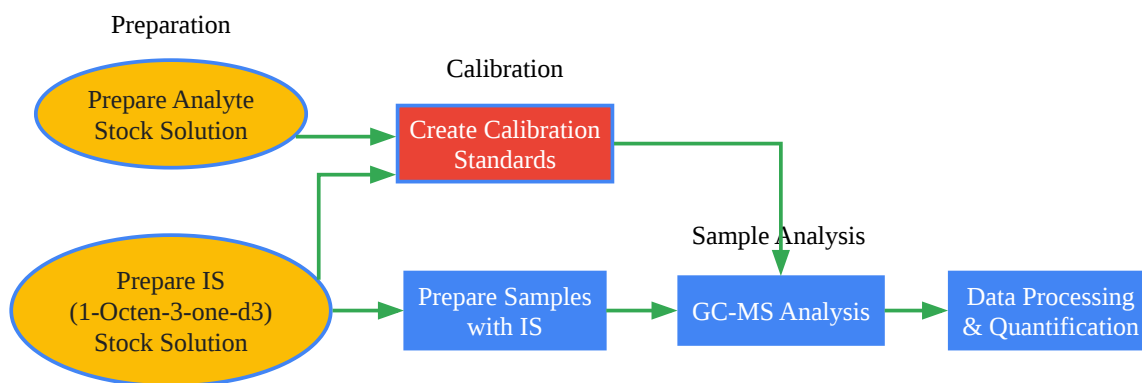 Preparation
Prepare Analyte
Stock Solution
Calibration
Create Calibration
Standards
Prepare IS
(1-Octen-3-one-d3)
Stock Solution
Prepare Samples
with IS
Sample Analysis
GC-MS Analysis
Data Processing
& Quantification